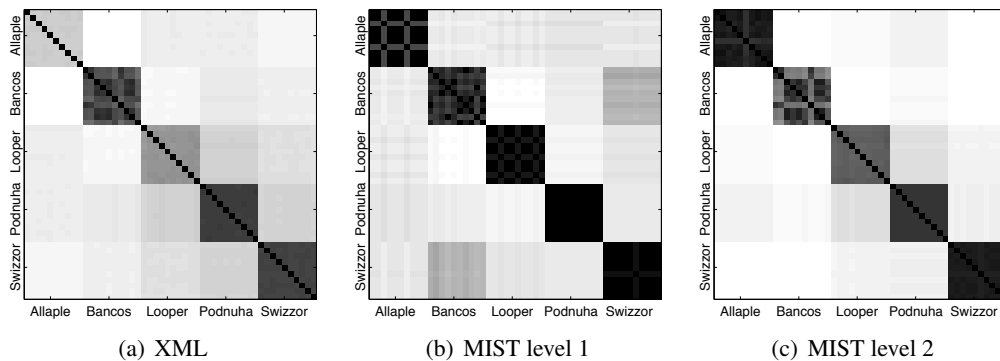 Allaple
Bancos
Looper
Podnuha
Swizzor
Allaple Bancos Looper Podnuha Swizzor
(a) XML
Allaple
Bancos
Looper
Podnuha
Swizzor
Allaple Bancos Looper Podnuha Swizzor
(b) MIST level 1
Allaple
Bancos
Looper
Podnuha
Swizzor
Allaple Bancos Looper Podnuha Swizzor
(c) MIST level 2